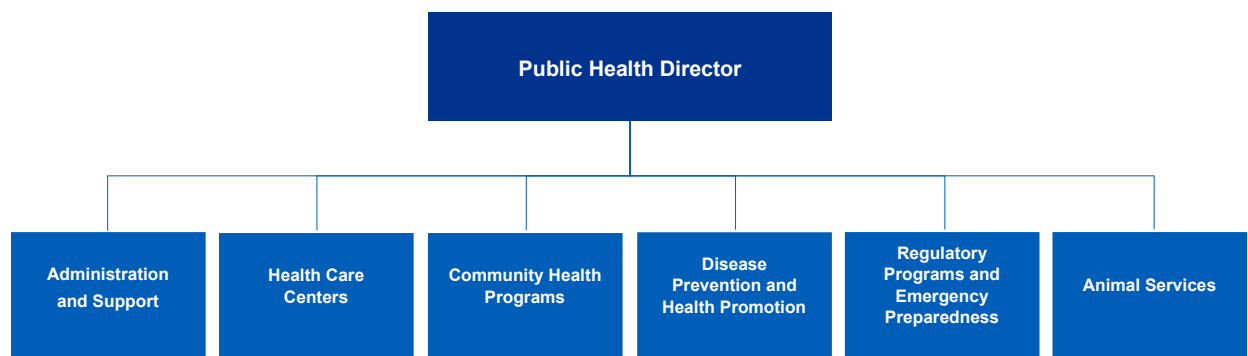 Public Health Director
Administration
and Support
Health Care
Centers
Community Health
Programs
Disease
Prevention and
Health Promotion
Regulatory
Programs and
Emergency
Preparedness
Animal Services